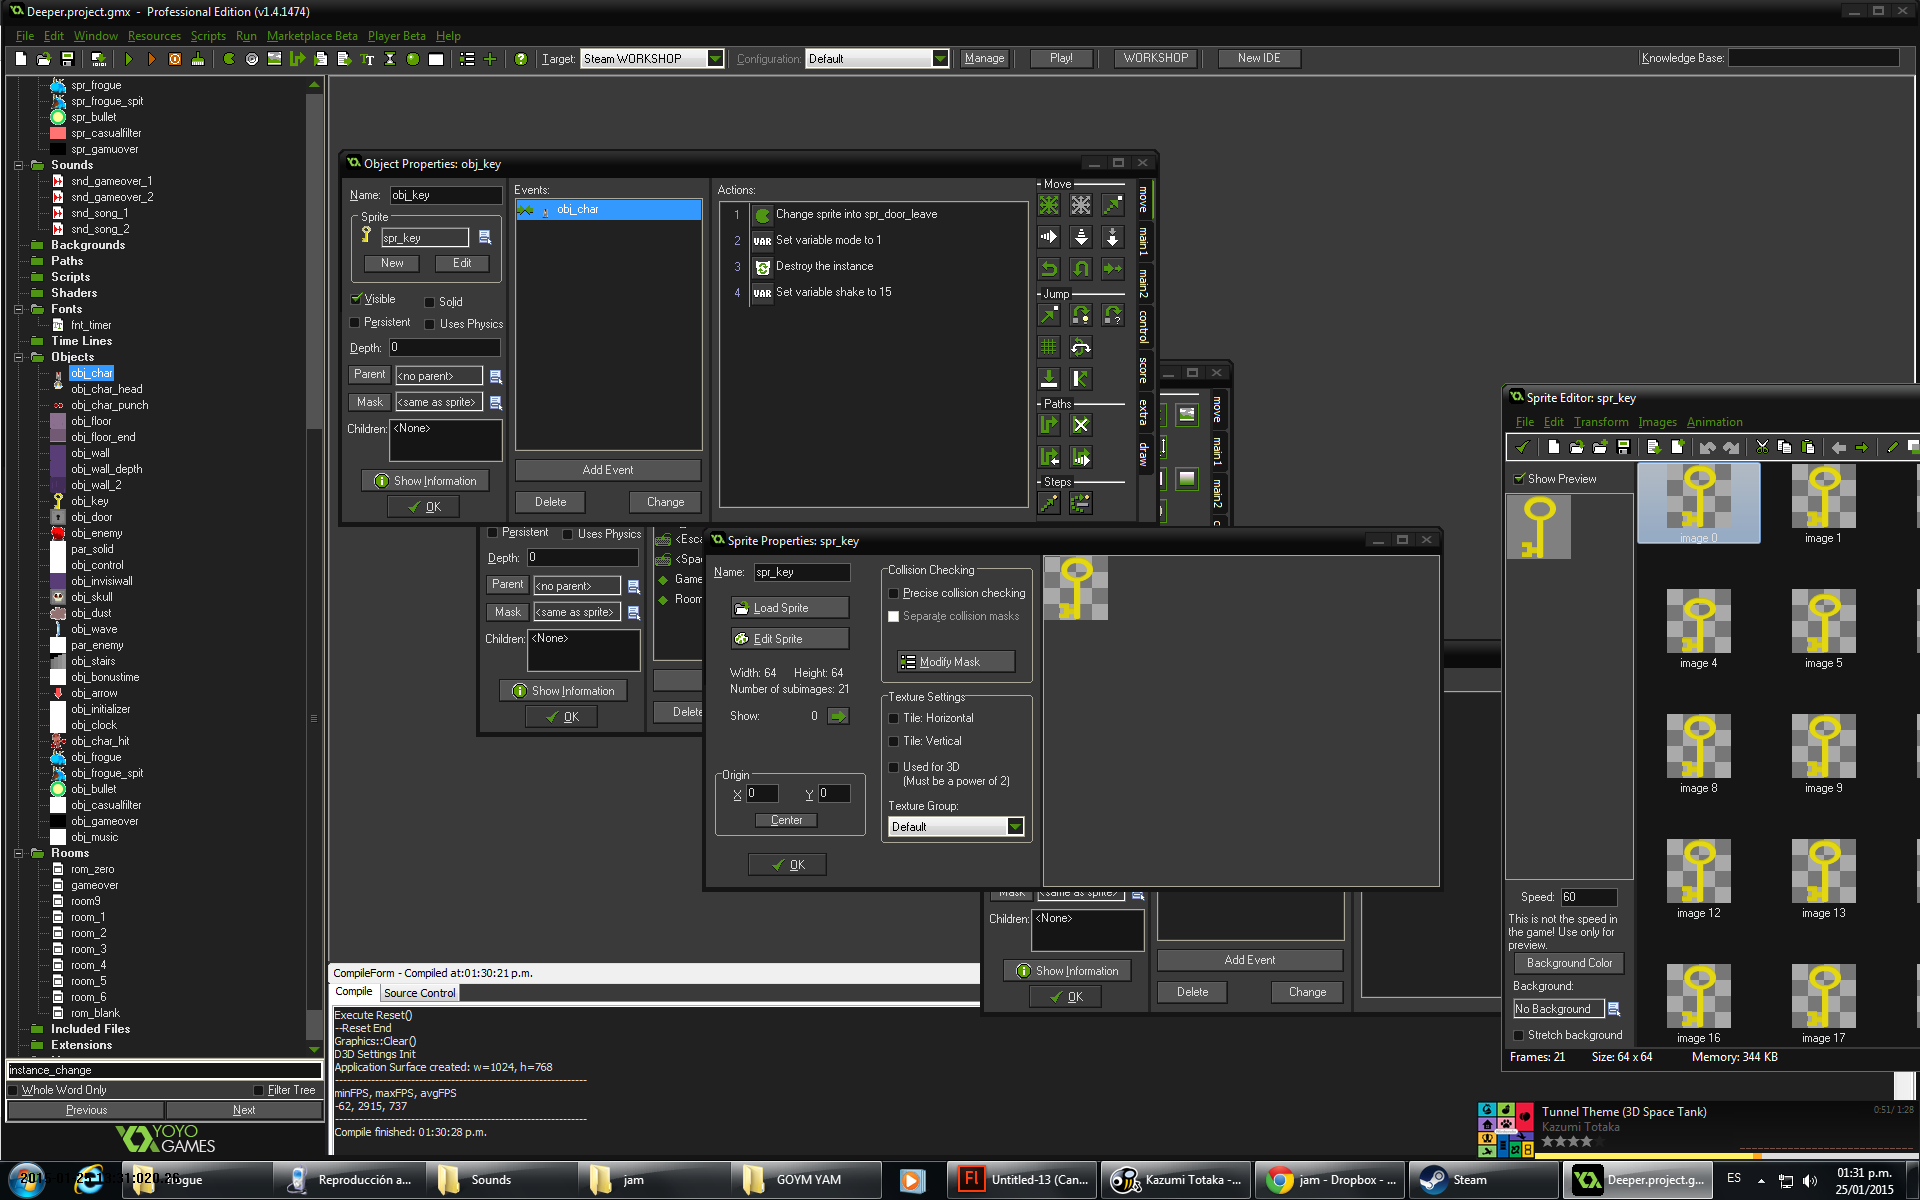 Deeper.project.gmx - Professional Edition (v1.4.1474)
File Edit Window Resources Scripts Run Marketplace Beta Player Beta Help
Target: Steam WORKSHOP Configuration: Default Manage Play! WORKSHOP New IDE Knowledge Base:
spr_frogue
spr_frogue_spit
spr_bullet
spr_casualfilter
spr_gamuover
Sounds
snd_gameover_1
snd_gameover_2
snd_song_1
snd_song_2
Backgrounds
Paths
Scripts
Shaders
Fonts
fnt_timer
Time Lines
Objects
obj_char
obj_char_head
obj_char_punch
obj_floor
obj_floor_end
obj_wall
obj_wall_depth
obj_wall_2
obj_key
obj_door
obj_enemy
par_solid
obj_control
obj_invisiwall
obj_skull
obj_dust
obj_wave
par_enemy
obj_stairs
obj_bonustime
obj_arrow
obj_initializer
obj_clock
obj_char_hit
obj_frogue
obj_frogue_spit
obj_bullet
obj_casualfilter
obj_gameover
obj_music
Rooms
rom_zero
gameover
room9
room_1
room_2
room_3
room_4
room_5
room_6
rom_blank
Included Files
Extensions
instance_change
Whole Word Only Filter Tree
Previous Next
YOYO
GAMES
Object Properties: obj_key
Name: obj_key
Sprite
spr_key
New Edit
Visible Solid
Persistent Uses Physics
Depth: 0
Parent <no parent>
Mask <same as sprite>
Children: <None>
Show Information
OK
Events:
obj_char
Add Event
Delete Change
Actions:
1 Change sprite into spr_door_leave
2 VAR Set variable mode to 1
3 Destroy the instance
4 VAR Set variable shake to 15
Move
Jump
Paths
Steps
move
main1
main2
control
score
extra
draw
move
main1
main2
Persistent Uses Physics
Depth: 0
Parent <no parent>
Mask <same as sprite>
Children: <None>
Show Information
OK
<Esca
<Spac
Game
Room
Delete
Sprite Properties: spr_key
Name: spr_key
Load Sprite
Edit Sprite
Width: 64 Height: 64
Number of subimages: 21
Show: 0
Origin
X 0 Y 0
Center
OK
Collision Checking
Precise collision checking
Separate collision masks
Modify Mask
Texture Settings
Tile: Horizontal
Tile: Vertical
Used for 3D
(Must be a power of 2)
Texture Group:
Default
Mask <same as sprite>
Children: <None>
Show Information
OK
Add Event
Delete Change
Sprite Editor: spr_key
File Edit Transform Images Animation
Show Preview
image 0 image 1
image 4 image 5
image 8 image 9
image 12 image 13
image 16 image 17
Speed: 60
This is not the speed in
the game! Use only for
preview.
Background Color
Background:
No Background
Stretch background
Frames: 21 Size: 64 x 64 Memory: 344 KB
CompileForm - Compiled at:01:30:21 p.m.
Compile Source Control
Execute Reset()
--Reset End
Graphics::Clear()
D3D Settings Init
Application Surface created: w=1024, h=768
minFPS, maxFPS, avgFPS
-62, 2915, 737
Compile finished: 01:30:28 p.m.
Tunnel Theme (3D Space Tank) 0:51/ 1:28
Kazumi Totaka
Reproducción a... Sounds jam GOYM YAM Fl Untitled-13 (Can... Kazumi Totaka -... jam - Dropbox - ... Steam Deeper.project.g... ES
01:31 p.m.
25/01/2015